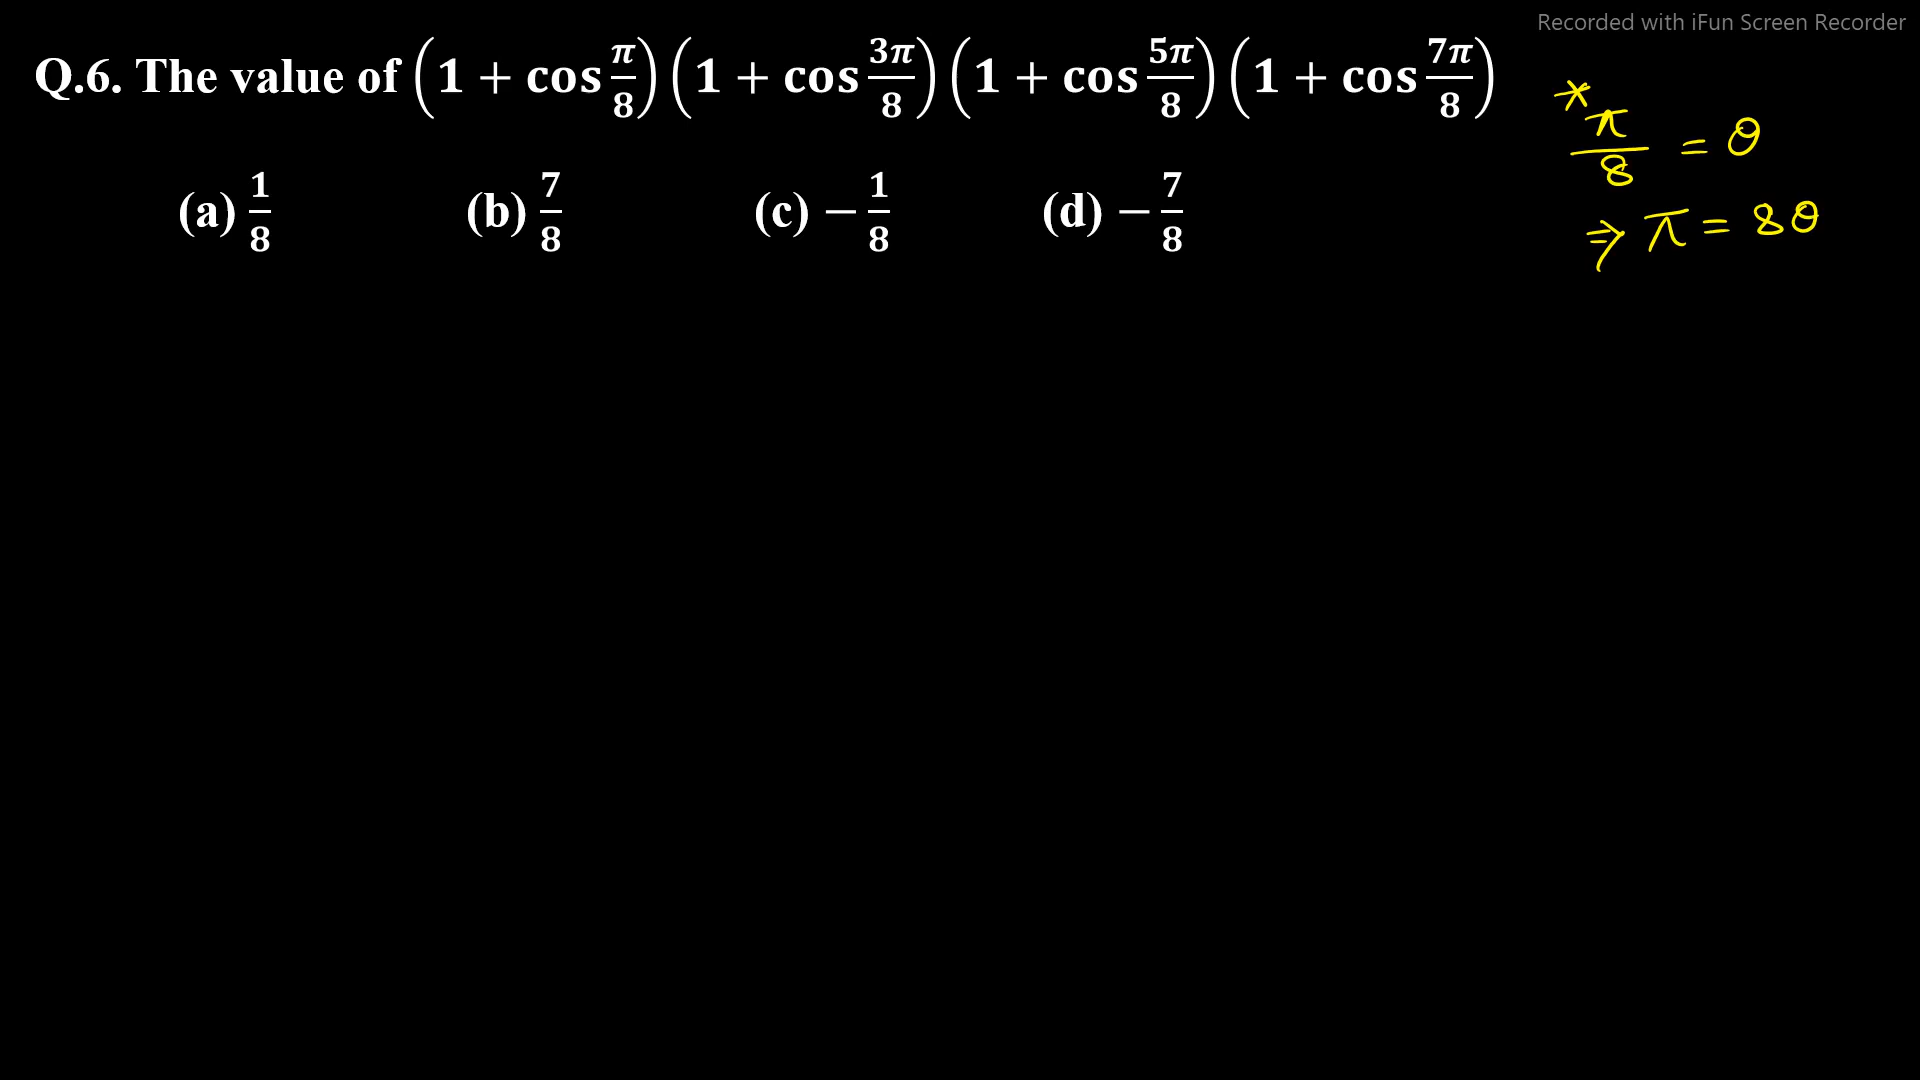 Recorded with iFun Screen Recorder
Q.6. The value of (1 + cos π/8) (1 + cos 3π/8) (1 + cos 5π/8) (1 + cos 7π/8)
(a) 1/8 (b) 7/8 (c) − 1/8 (d) − 7/8
* π/8 = θ
⇒ π = 8θ